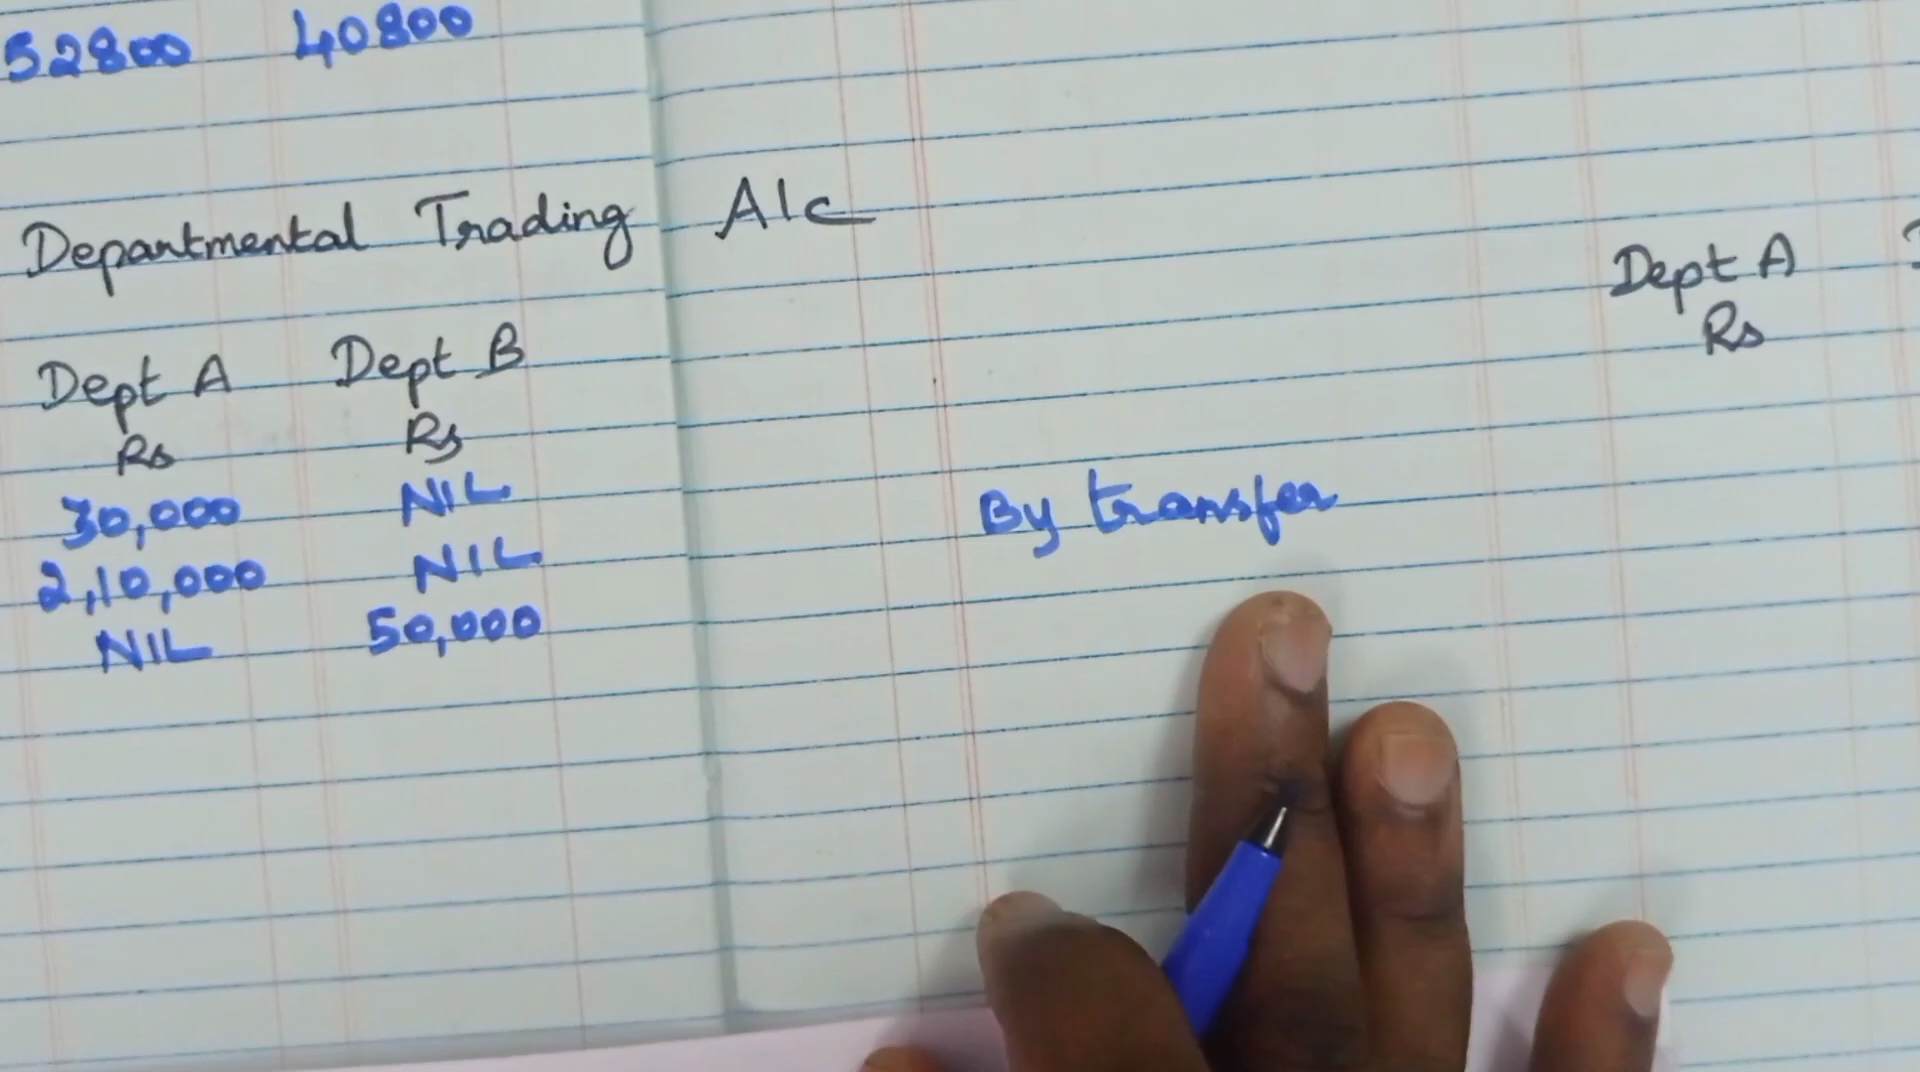 52800 40800
Departmental Trading A/c
Dept A Dept B
Rs Rs
30,000 NIL
2,10,000 NIL
NIL 50,000
Dept A
Rs
By transfer